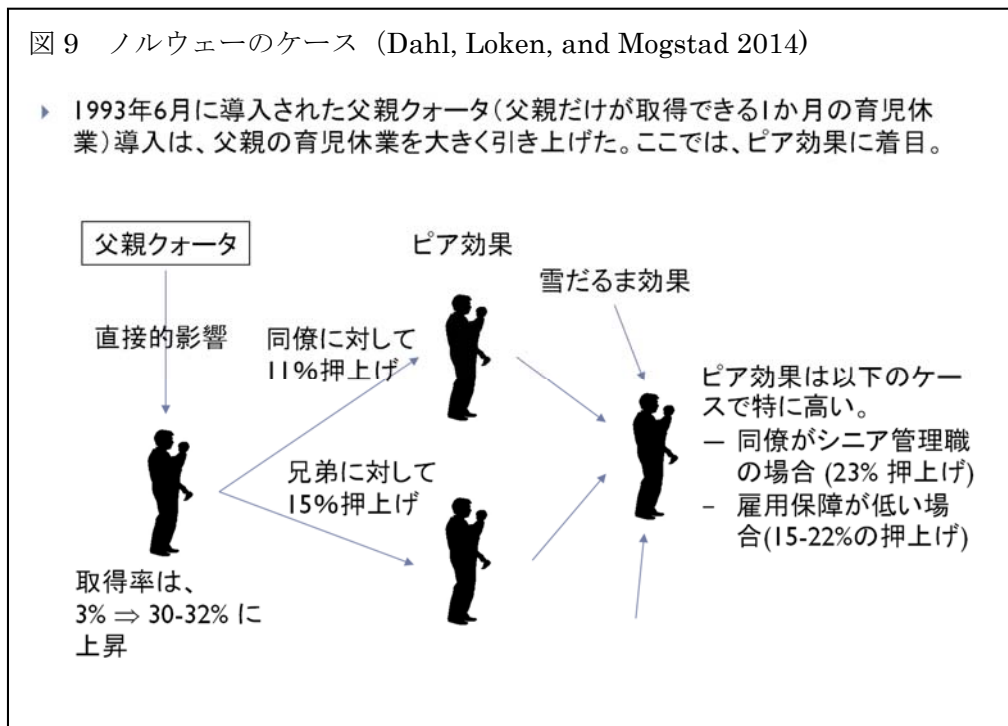 図 9　ノルウェーのケース (Dahl, Loken, and Mogstad 2014)
1993年6月に導入された父親クォータ(父親だけが取得できる1か月の育児休
業)導入は、父親の育児休業を大きく引き上げた。ここでは、ピア効果に着目。
父親クォータ
直接的影響
取得率は、
3% ⇒ 30-32% に
上昇
ピア効果
同僚に対して
11%押上げ
兄弟に対して
15%押上げ
雪だるま効果
ピア効果は以下のケー
スで特に高い。
― 同僚がシニア管理職
の場合 (23% 押上げ)
- 雇用保障が低い場
合(15-22%の押上げ)